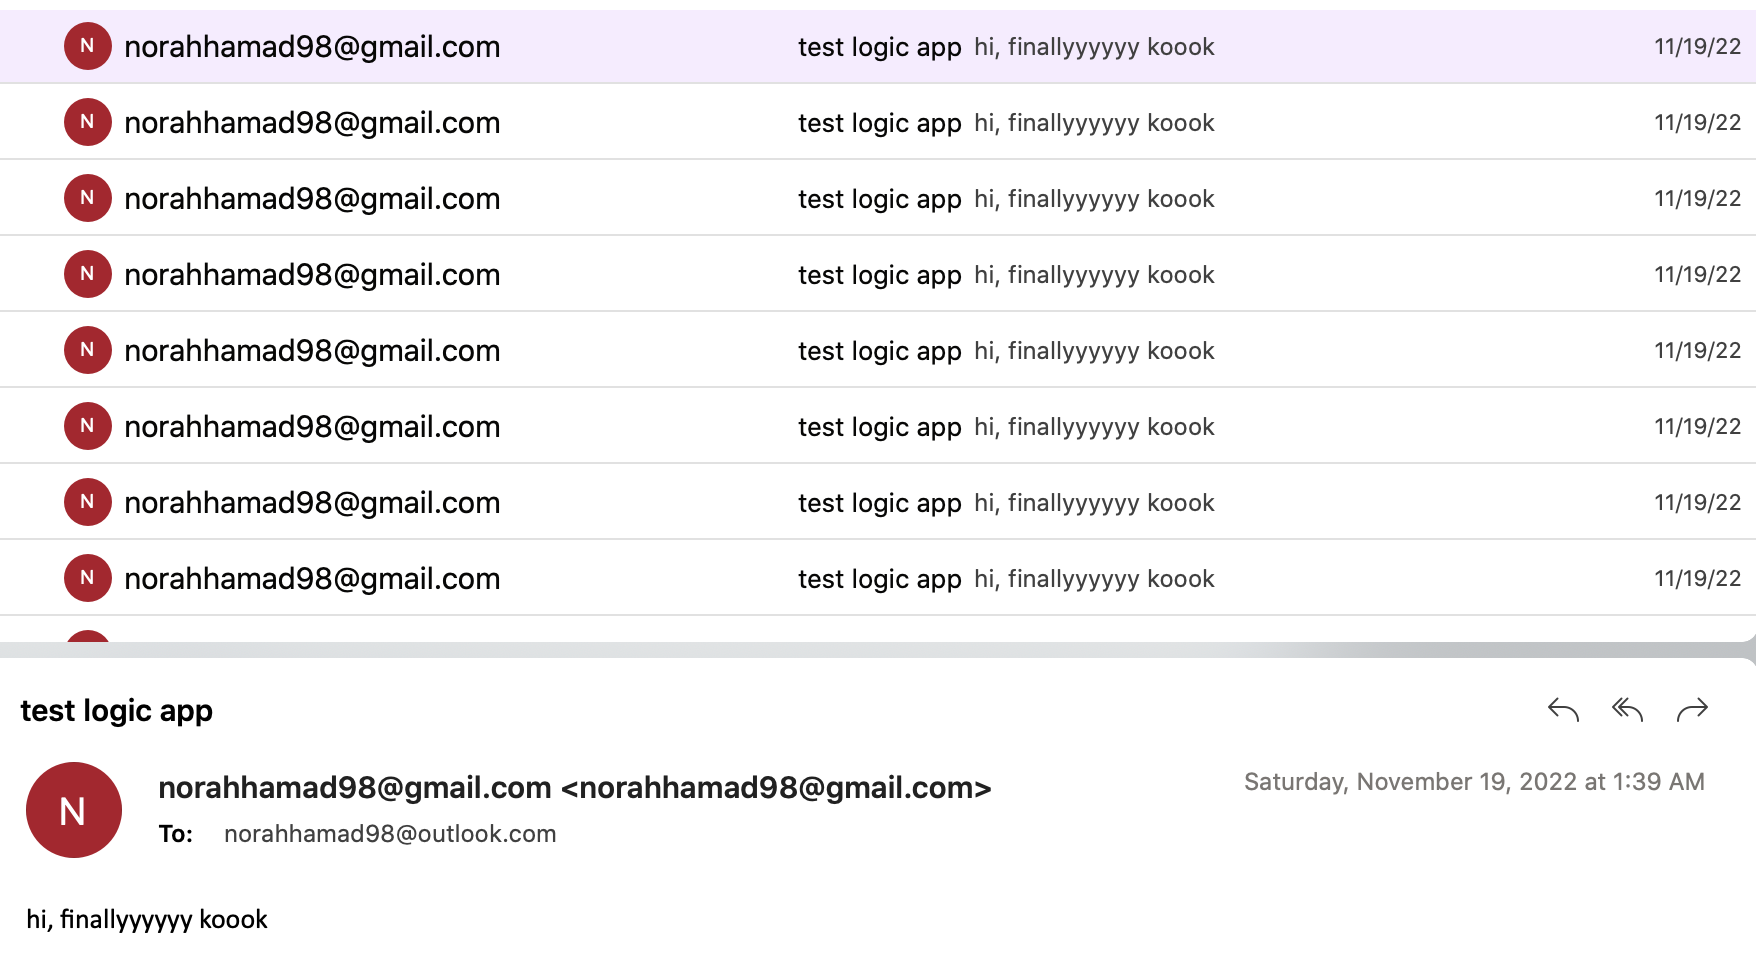 N norahhamad98@gmail.com test logic app hi, finallyyyyyy koook 11/19/22
N norahhamad98@gmail.com test logic app hi, finallyyyyyy koook 11/19/22
N norahhamad98@gmail.com test logic app hi, finallyyyyyy koook 11/19/22
N norahhamad98@gmail.com test logic app hi, finallyyyyyy koook 11/19/22
N norahhamad98@gmail.com test logic app hi, finallyyyyyy koook 11/19/22
N norahhamad98@gmail.com test logic app hi, finallyyyyyy koook 11/19/22
N norahhamad98@gmail.com test logic app hi, finallyyyyyy koook 11/19/22
N norahhamad98@gmail.com test logic app hi, finallyyyyyy koook 11/19/22
test logic app
N norahhamad98@gmail.com <norahhamad98@gmail.com> Saturday, November 19, 2022 at 1:39 AM
To: norahhamad98@outlook.com
hi, finallyyyyyy koook